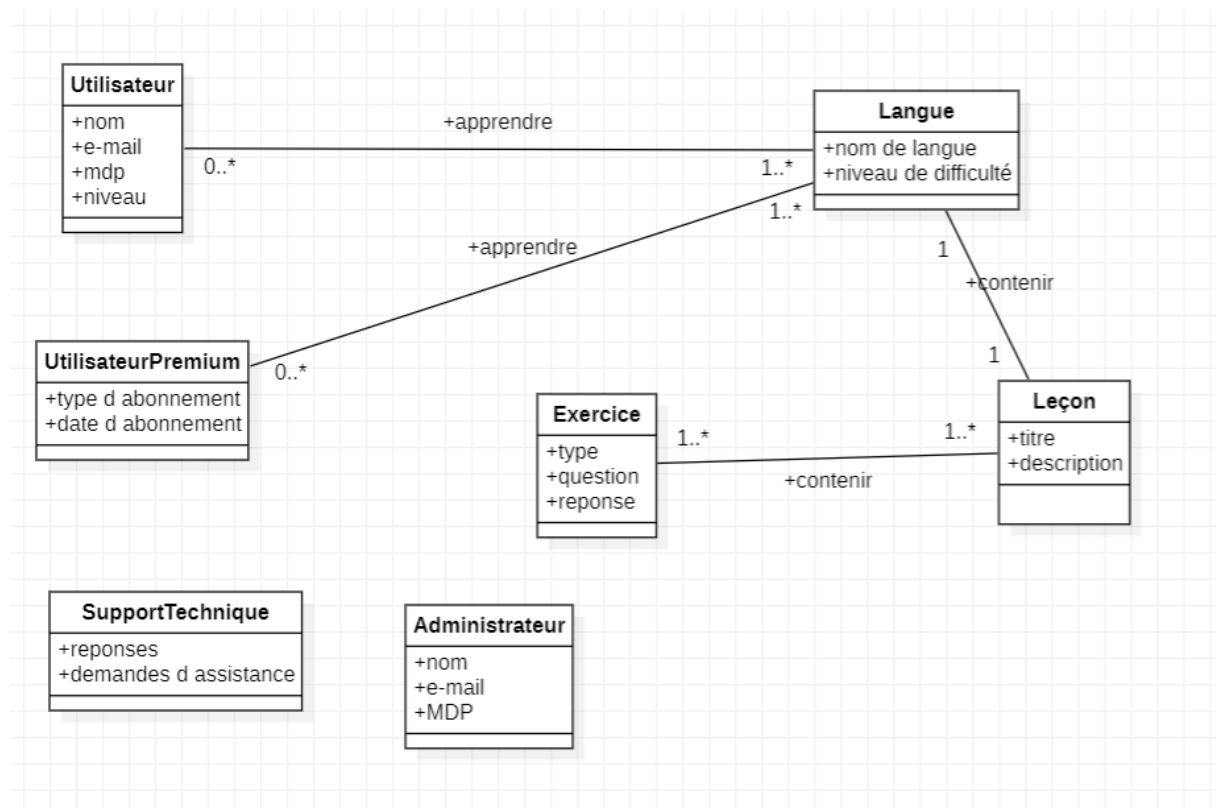 Utilisateur
+nom
+e-mail
+mdp
+niveau
0..*
+apprendre
1..*
Langue
+nom de langue
+niveau de difficulté
1..*
+apprendre
0..*
UtilisateurPremium
+type d abonnement
+date d abonnement
1
+contenir
1
Leçon
+titre
+description
1..*
+contenir
1..*
Exercice
+type
+question
+reponse
SupportTechnique
+reponses
+demandes d assistance
Administrateur
+nom
+e-mail
+MDP